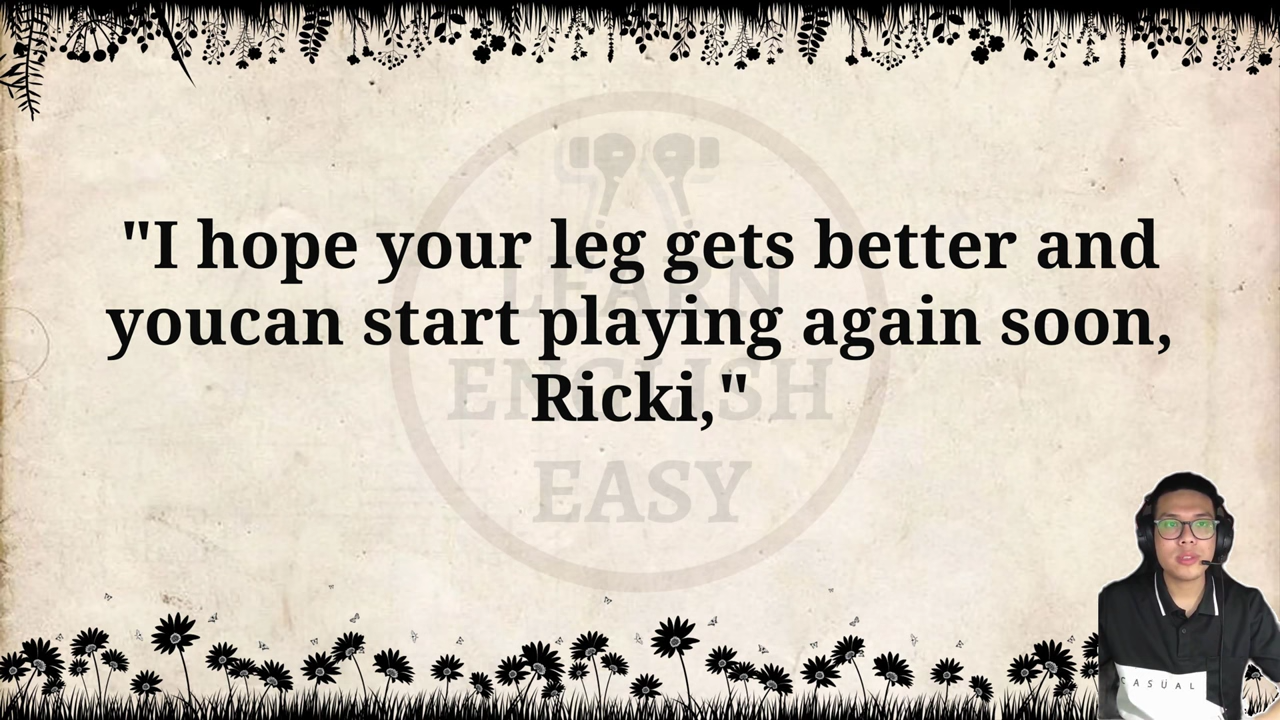 "I hope your leg gets better and
youcan start playing again soon,
Ricki,"
LEARN
ENGLISH
EASY
CASUAL